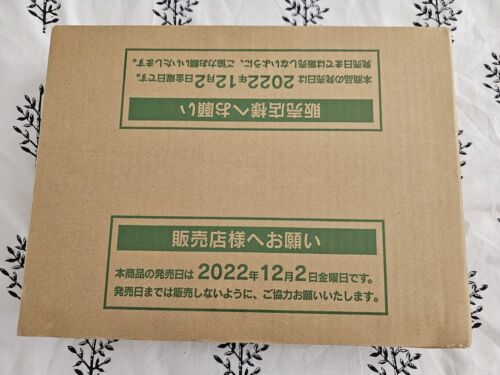 販売店様へお願い
本商品の発売日は2022年12月2日金曜日です。
発売日までは販売しないように、ご協力お願いいたします。
販売店様へお願い
本商品の発売日は 2022年12月2日金曜日です。
発売日までは販売しないように、ご協力お願いいたします。